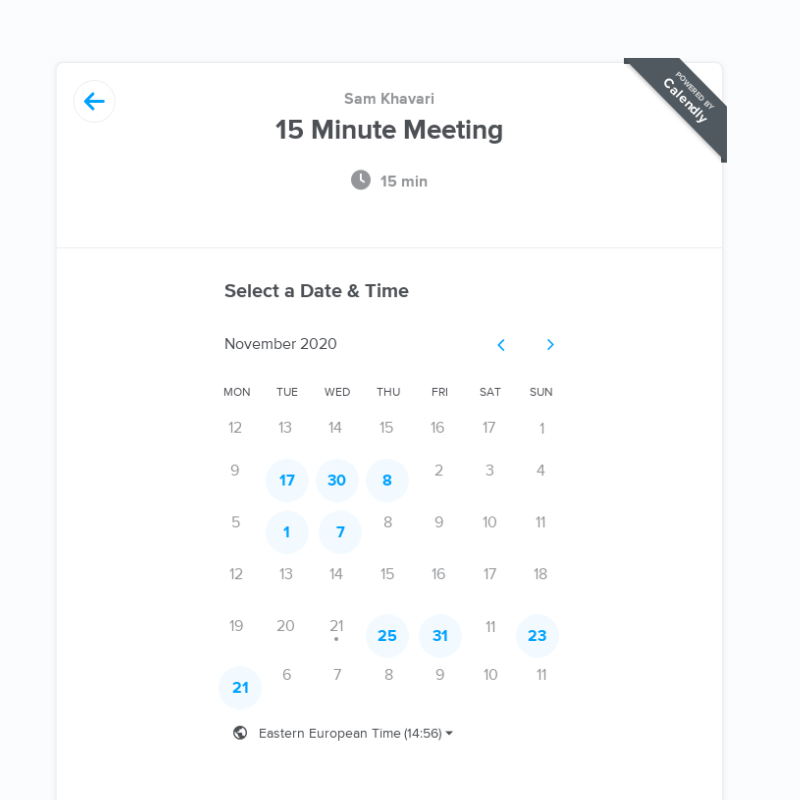 POWERED BY
Calendly
Sam Khavari
15 Minute Meeting
15 min
Select a Date & Time
November 2020
MON TUE WED THU FRI SAT SUN
12 13 14 15 16 17 1
9 17 30 8 2 3 4
5 1 7 8 9 10 11
12 13 14 15 16 17 18
19 20 21 25 31 11 23
21 6 7 8 9 10 11
Eastern European Time (14:56)